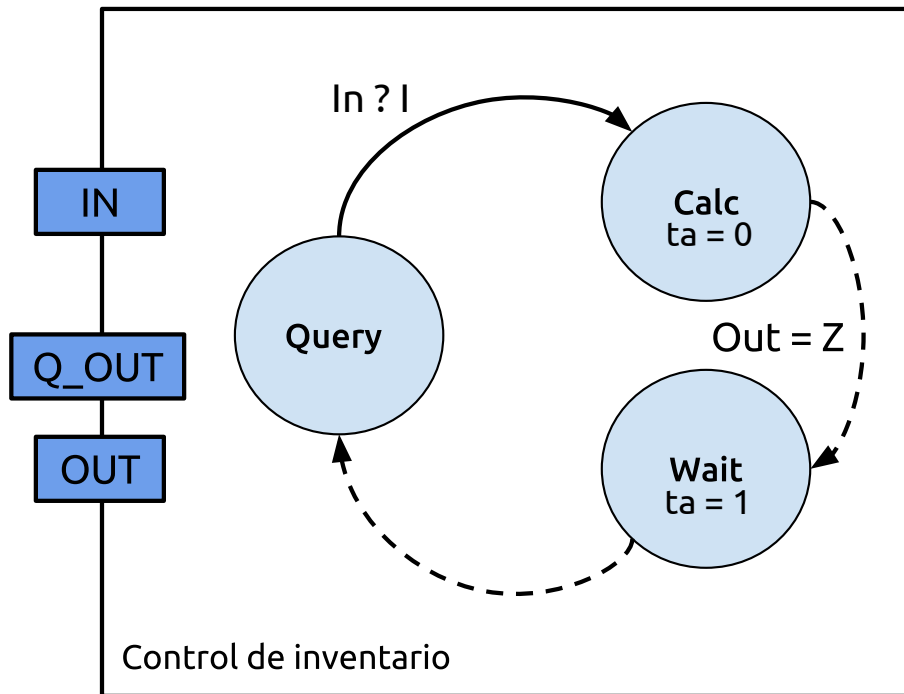 In ? I
IN
Calc
ta = 0
Query
Out = Z
Q_OUT
OUT
Wait
ta = 1
Control de inventario